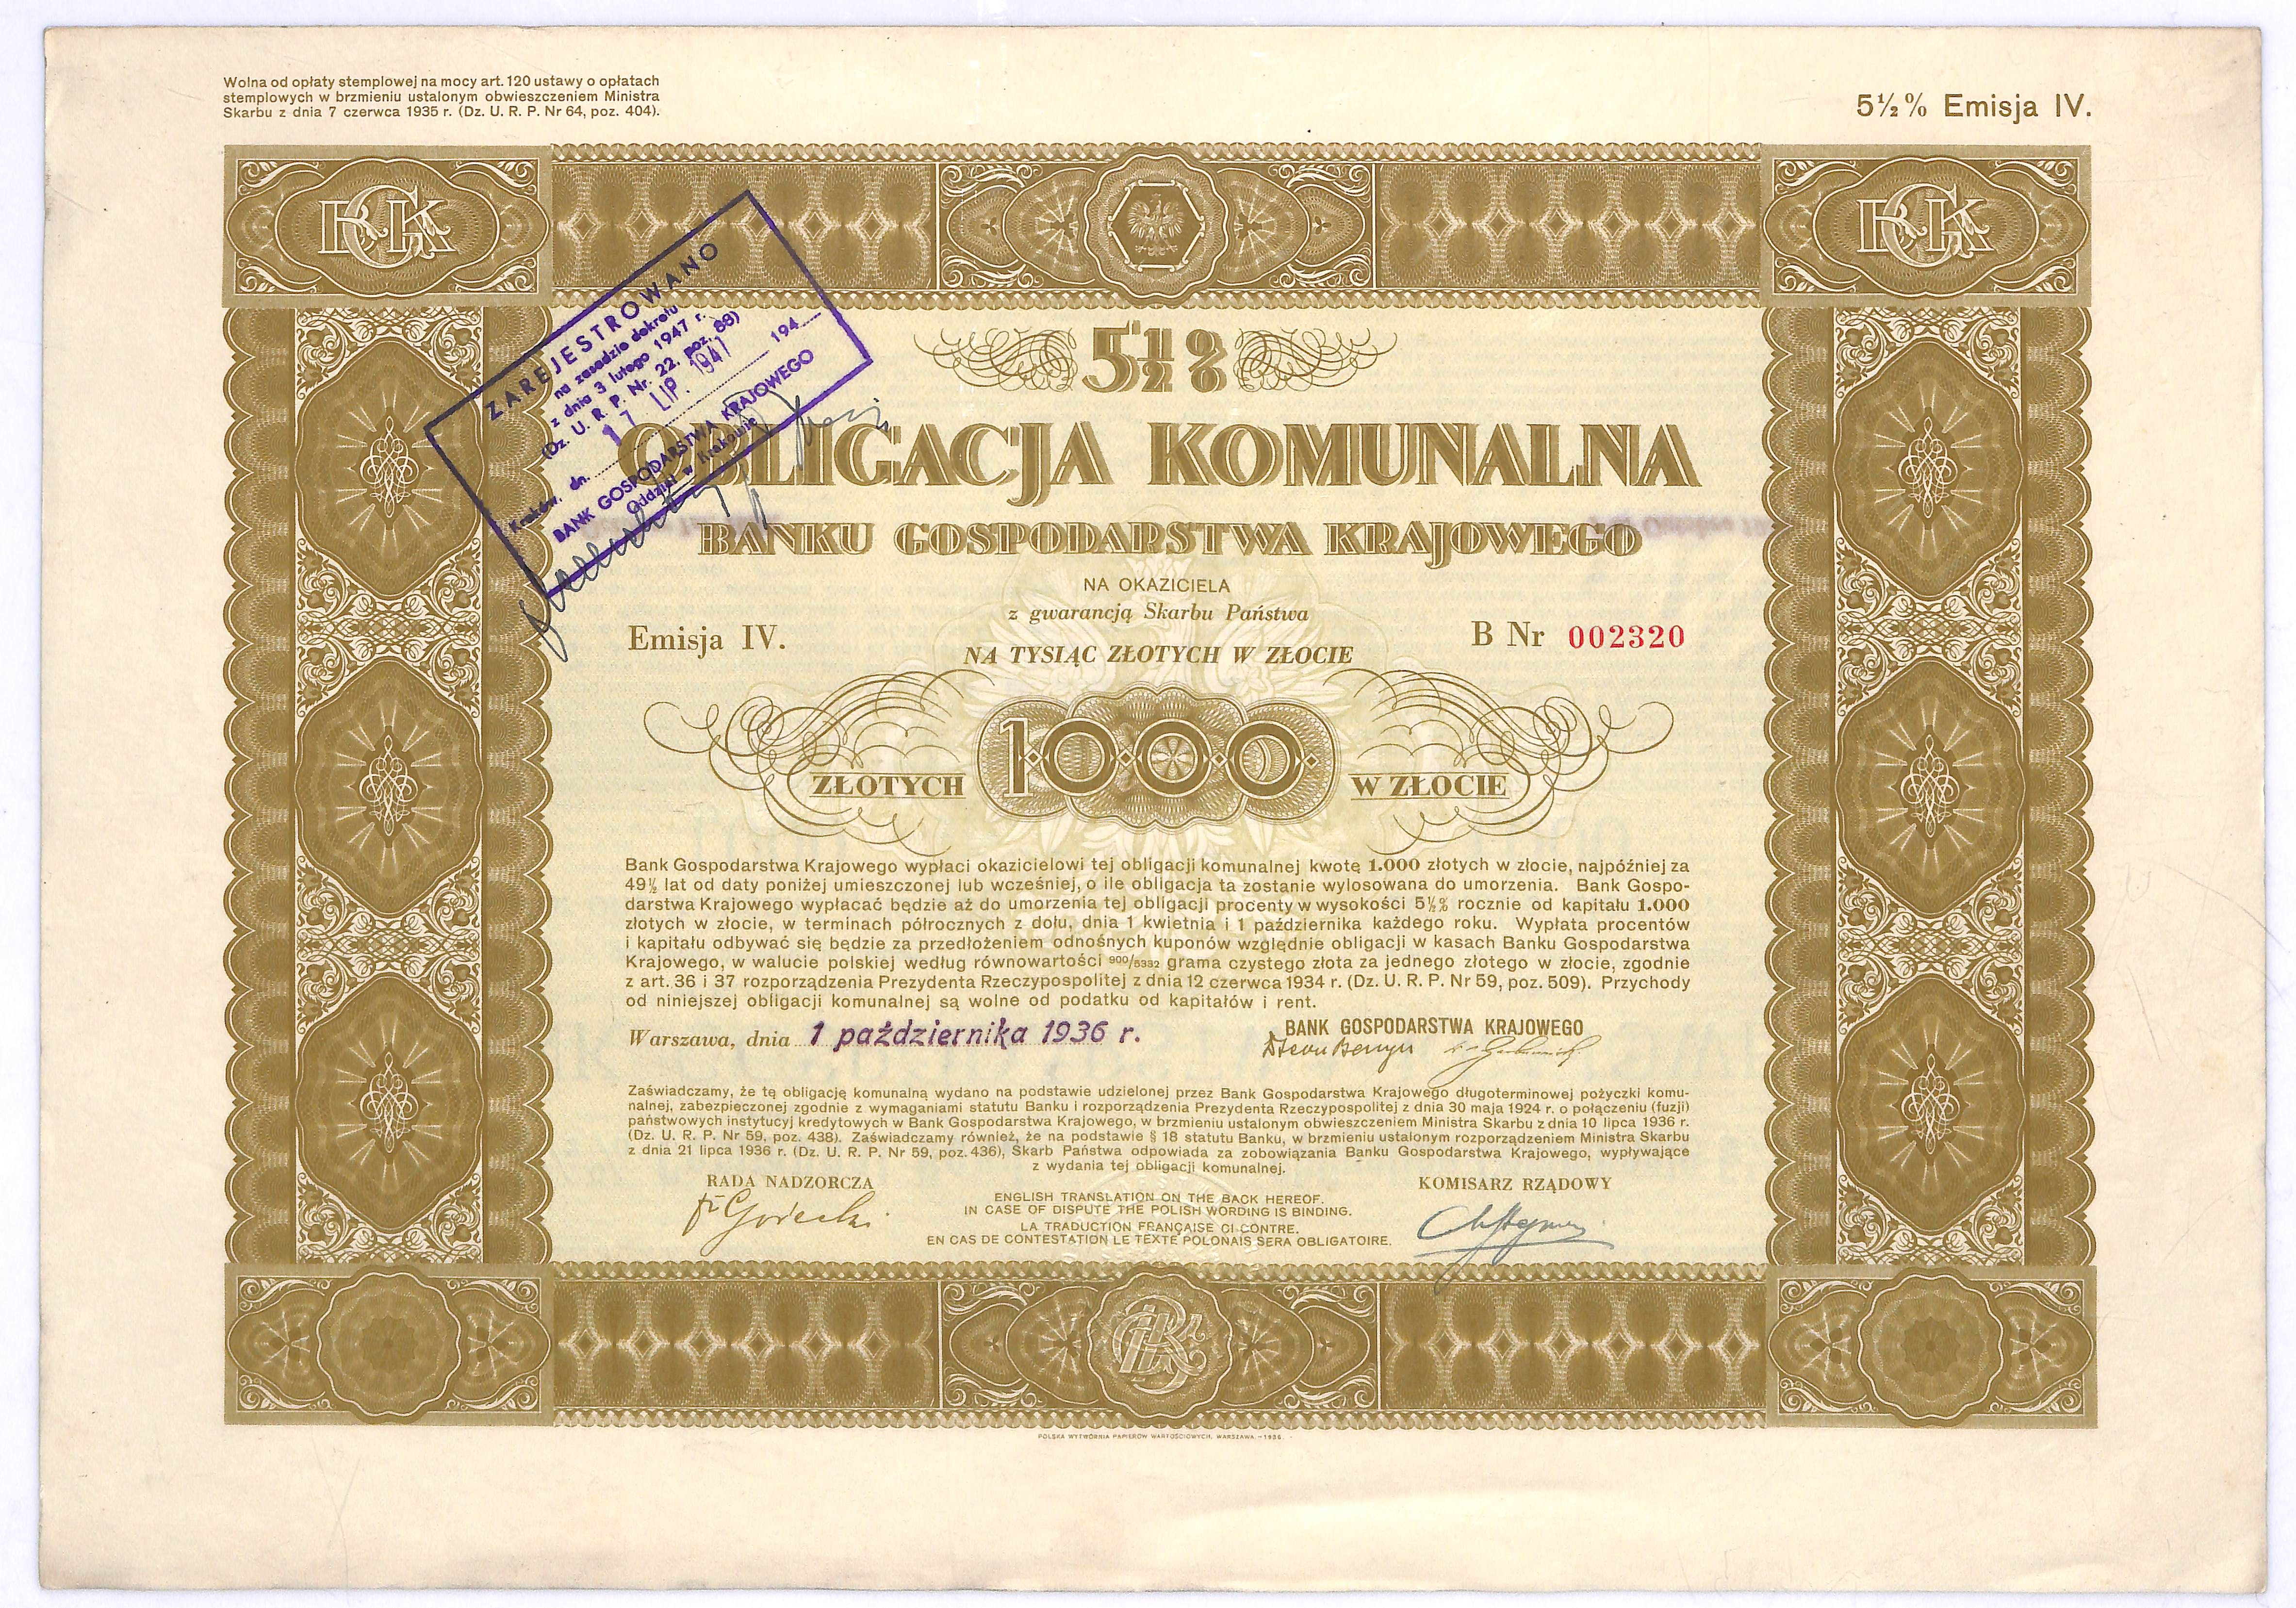 Wolna od opłaty stemplowej na mocy art. 120 ustawy o opłatach
stemplowych w brzmieniu ustalonym obwieszczeniem Ministra
Skarbu z dnia 7 czerwca 1935 r. (Dz. U. R. P. Nr 64, poz. 404).
5½% Emisja IV.
BGK
BGK
ZAREJESTROWANO
na zasadzie dekretu
z dnia 3 lutego 1947 r.
(Dz. U. R. P. Nr. 22. poz. 88)
17 LIP. 1947
Kraków, dn. 194
BANK GOSPODARSTWA KRAJOWEGO
Oddział w Krakowie
5½%
OBLIGACJA KOMUNALNA
BANKU GOSPODARSTWA KRAJOWEGO
NA OKAZICIELA
z gwarancją Skarbu Państwa
Emisja IV.
B Nr 002320
NA TYSIĄC ZŁOTYCH W ZŁOCIE
ZŁOTYCH 1000 W ZŁOCIE
Bank Gospodarstwa Krajowego wypłaci okazicielowi tej obligacji komunalnej kwotę 1.000 złotych w złocie, najpóźniej za
49½ lat od daty poniżej umieszczonej lub wcześniej, o ile obligacja ta zostanie wylosowana do umorzenia. Bank Gospo-
darstwa Krajowego wypłacać będzie aż do umorzenia tej obligacji procenty w wysokości 5½% rocznie od kapitału 1.000
złotych w złocie, w terminach półrocznych z dołu, dnia 1 kwietnia i 1 października każdego roku. Wypłata procentów
i kapitału odbywać się będzie za przedłożeniem odnośnych kuponów względnie obligacji w kasach Banku Gospodarstwa
Krajowego, w walucie polskiej według równowartości 900/5332 grama czystego złota za jednego złotego w złocie, zgodnie
z art. 36 i 37 rozporządzenia Prezydenta Rzeczypospolitej z dnia 12 czerwca 1934 r. (Dz. U. R. P. Nr 59, poz. 509). Przychody
od niniejszej obligacji komunalnej są wolne od podatku od kapitałów i rent.
Warszawa, dnia 1 października 1936 r.
BANK GOSPODARSTWA KRAJOWEGO
Zaświadczamy, że tę obligację komunalną wydano na podstawie udzielonej przez Bank Gospodarstwa Krajowego długoterminowej pożyczki komu-
nalnej, zabezpieczonej zgodnie z wymaganiami statutu Banku i rozporządzenia Prezydenta Rzeczypospolitej z dnia 30 maja 1924 r. o połączeniu (fuzji)
państwowych instytucyj kredytowych w Bank Gospodarstwa Krajowego, w brzmieniu ustalonym obwieszczeniem Ministra Skarbu z dnia 10 lipca 1936 r.
(Dz. U. R. P. Nr 59, poz. 438). Zaświadczamy również, że na podstawie § 18 statutu Banku, w brzmieniu ustalonym rozporządzeniem Ministra Skarbu
z dnia 21 lipca 1936 r. (Dz. U. R. P. Nr 59, poz. 436), Skarb Państwa odpowiada za zobowiązania Banku Gospodarstwa Krajowego, wypływające
z wydania tej obligacji komunalnej.
RADA NADZORCZA
KOMISARZ RZĄDOWY
Górecki
ENGLISH TRANSLATION ON THE BACK HEREOF.
IN CASE OF DISPUTE THE POLISH WORDING IS BINDING.
LA TRADUCTION FRANÇAISE CI CONTRE.
EN CAS DE CONTESTATION LE TEXTE POLONAIS SERA OBLIGATOIRE.
POLSKA WYTWÓRNIA PAPIERÓW WARTOŚCIOWYCH, WARSZAWA.–1936.